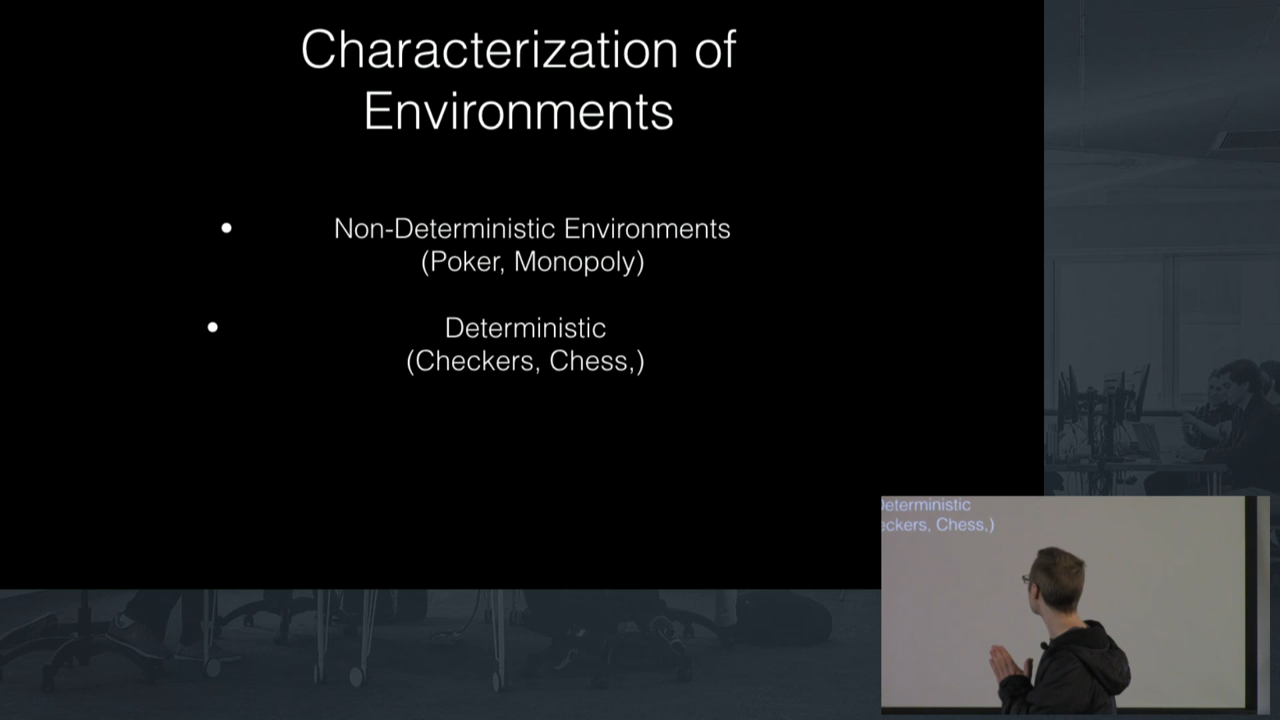 Characterization of
Environments
Non-Deterministic Environments
(Poker, Monopoly)
Deterministic
(Checkers, Chess,)
Deterministic
eckers, Chess,)